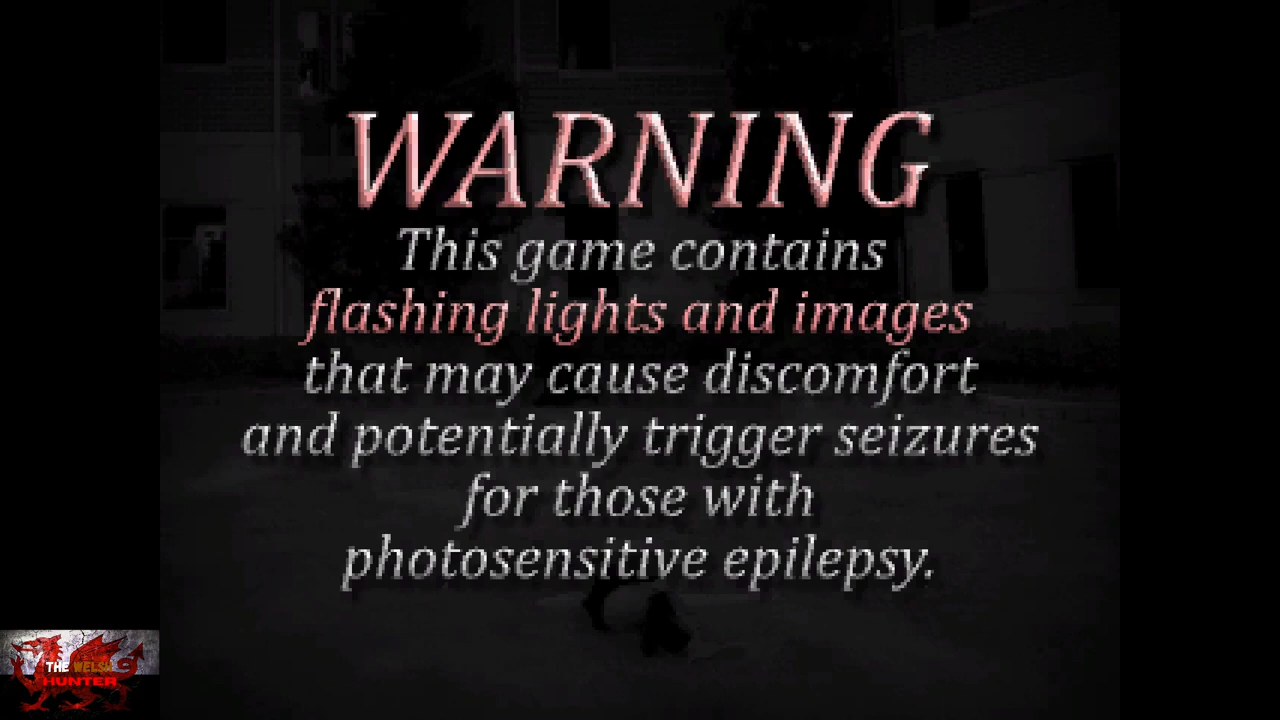 WARNING
This game contains
flashing lights and images
that may cause discomfort
and potentially trigger seizures
for those with
photosensitive epilepsy.
THE WELSH
HUNTER